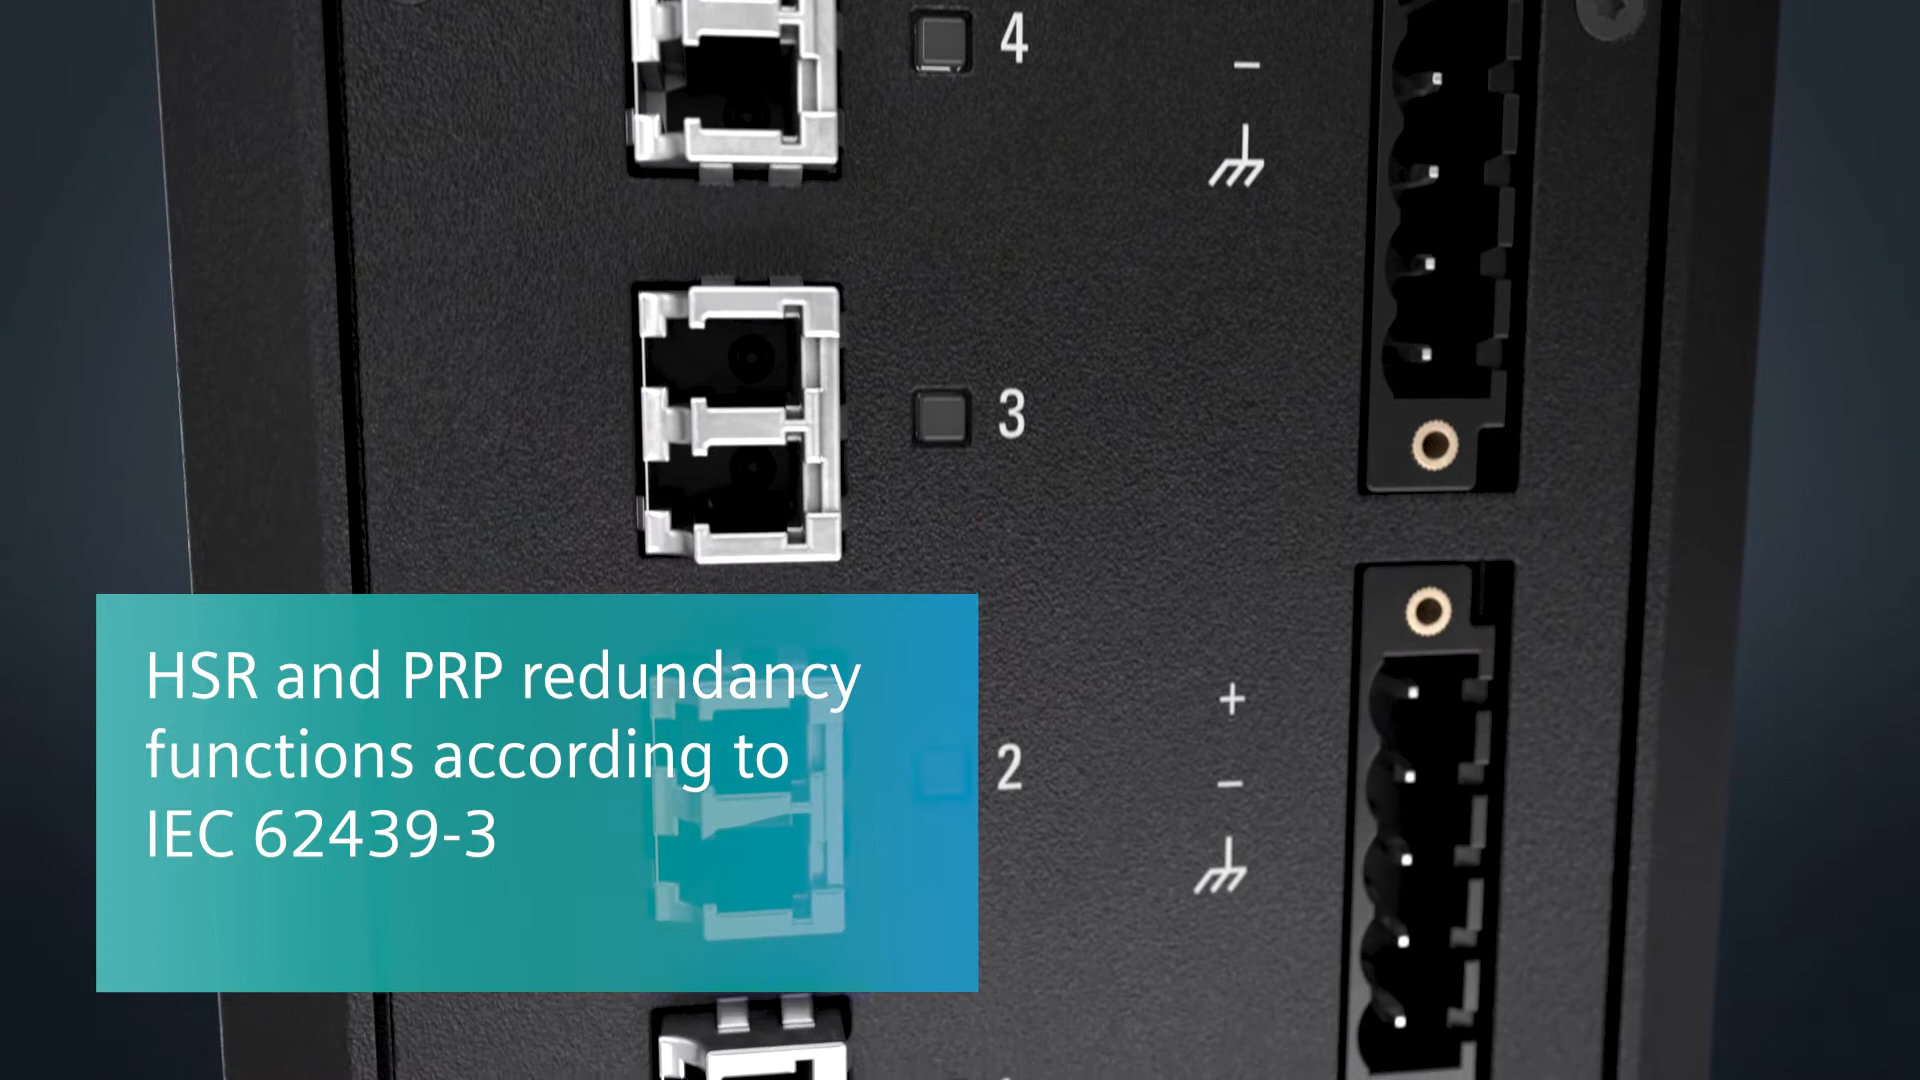 4
−
3
HSR and PRP redundancy
functions according to
IEC 62439-3
2
+
−